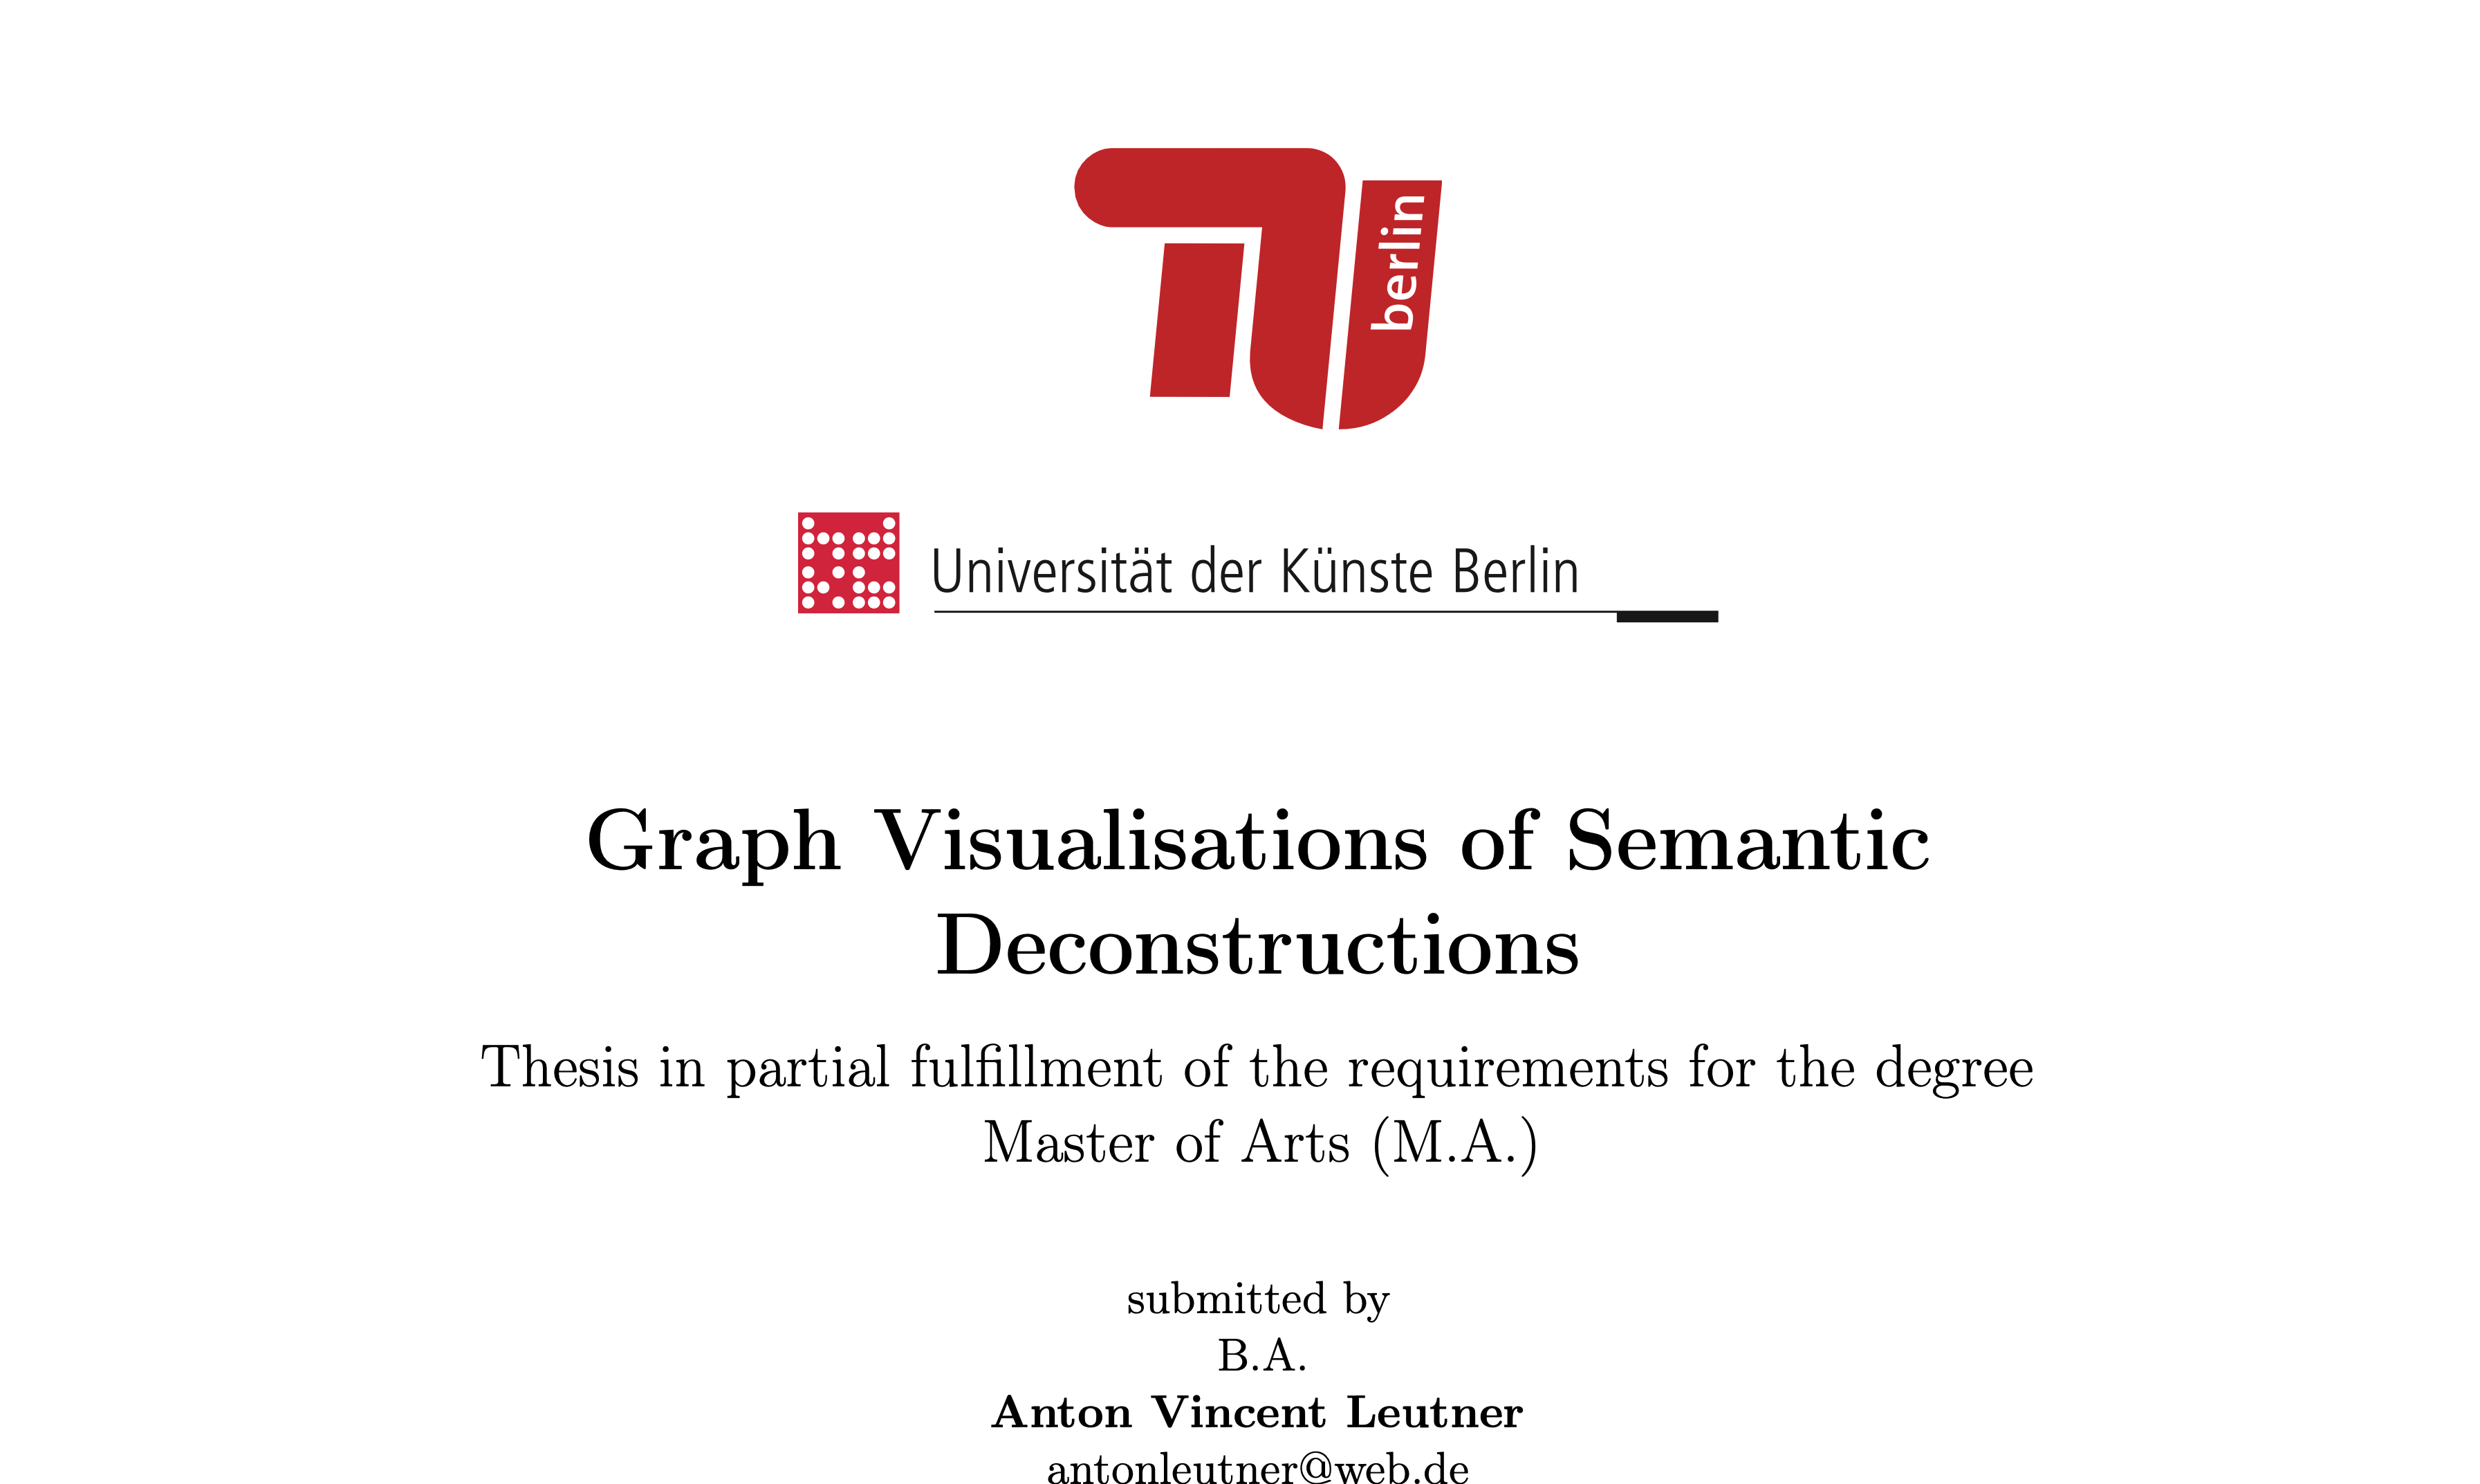 berlin
Universität der Künste Berlin
Graph Visualisations of Semantic
Deconstructions
Thesis in partial fulfillment of the requirements for the degree
Master of Arts (M.A.)
submitted by
B.A.
Anton Vincent Leutner
antonleutner@web.de